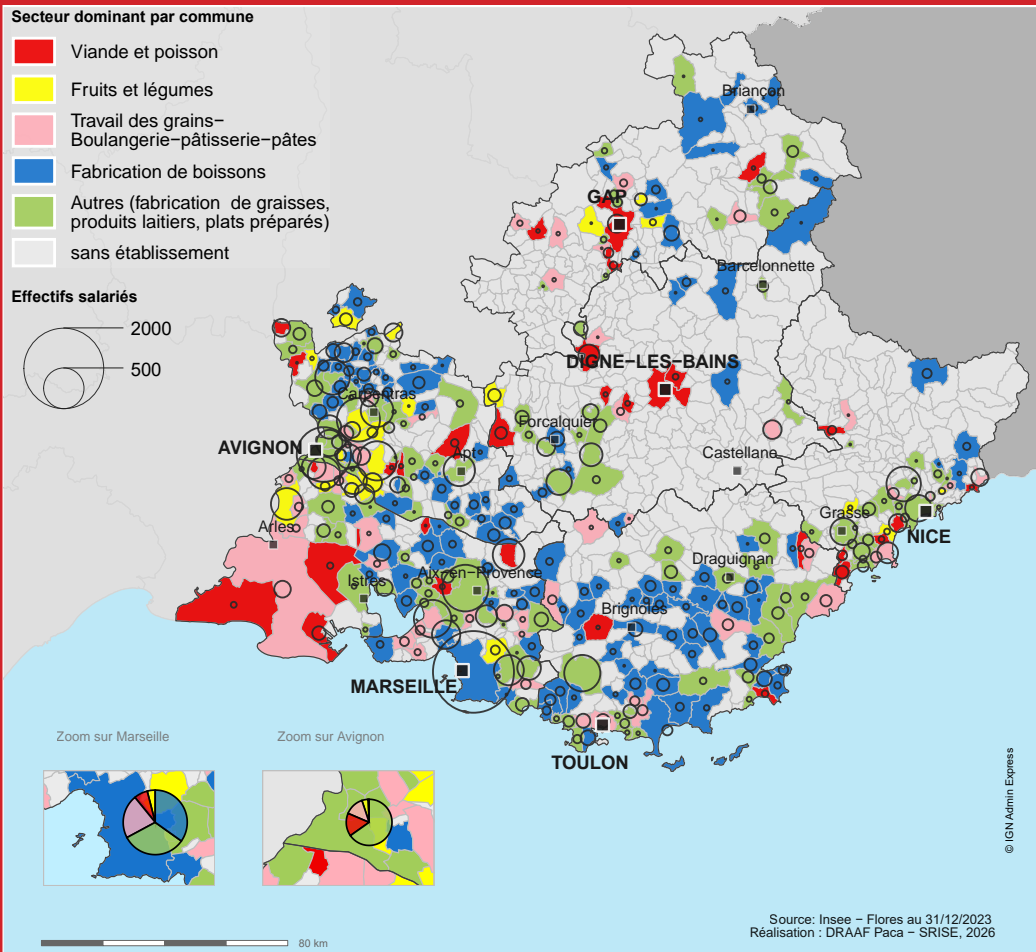 Secteur dominant par commune
Viande et poisson
Fruits et légumes
Travail des grains−
Boulangerie−pâtisserie−pâtes
Fabrication de boissons
Autres (fabrication de graisses,
produits laitiers, plats préparés)
sans établissement
Effectifs salariés
2000
500
Briançon
GAP
Barcelonnette
DIGNE−LES−BAINS
Carpentras
Forcalquier
AVIGNON
Apt
Castellane
Arles
Grasse
NICE
Draguignan
Istres
Aix−en−Provence
Brignoles
MARSEILLE
TOULON
Zoom sur Marseille
Zoom sur Avignon
© IGN Admin Express
80 km
Source: Insee − Flores au 31/12/2023
Réalisation : DRAAF Paca − SRISE, 2026